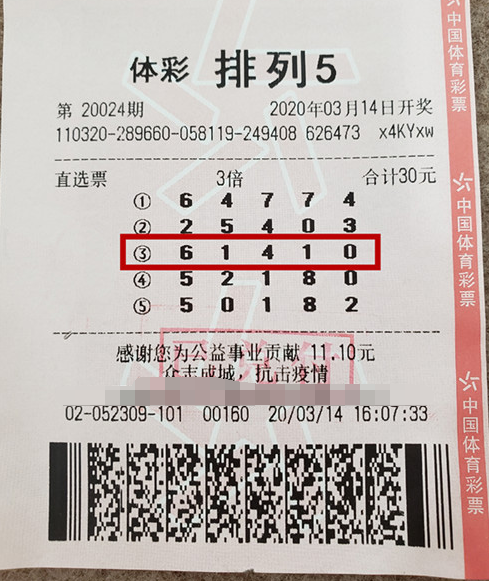 体彩 排列5
第 20024期 2020年03月14日开奖
110320-289660-058119-249408 626473 x4KYxw
直选票 3倍 合计30元
① 6 4 7 7 4
② 2 5 4 0 3
③ 6 1 4 1 0
④ 5 2 1 8 0
⑤ 5 0 1 8 2
感谢您为公益事业贡献 11.10元
众志成城,抗击疫情
02-052309-101 00160 20/03/14 16:07:33
中国体育彩票
中国体育彩票
中国体育彩票